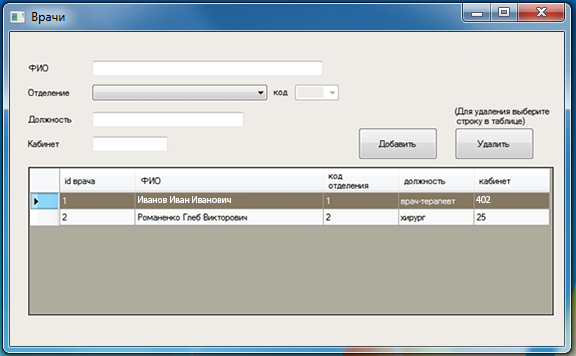 Врачи
ФИО
Отделение код
(Для удаления выберите
строку в таблице)
Должность
Кабинет
Добавить Удалить
id врача ФИО код отделения должность кабинет
1 Иванов Иван Иванович 1 врач-терапевт 402
2 Романенко Глеб Викторович 2 хирург 25